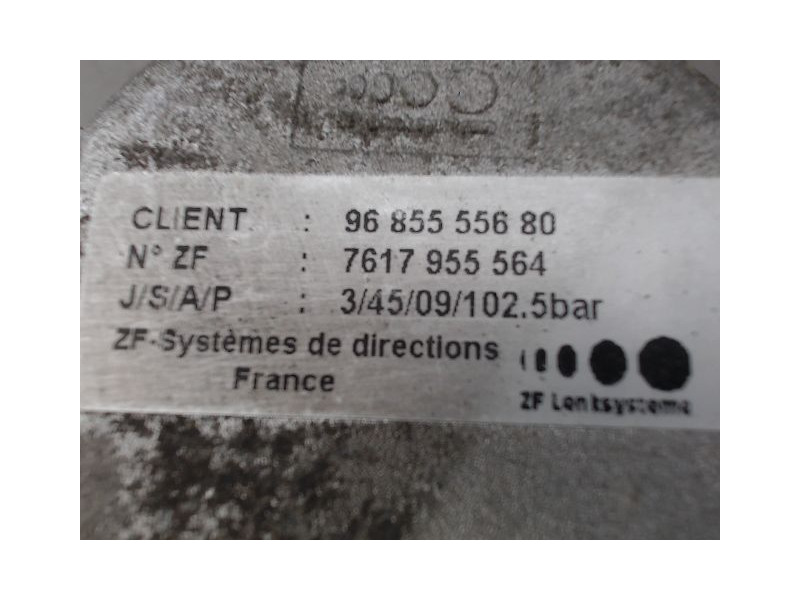 CLIENT : 96 855 556 80
N° ZF : 7617 955 564
J/S/A/P : 3/45/09/102.5bar
ZF-Systèmes de directions
France
ZF Lenksysteme